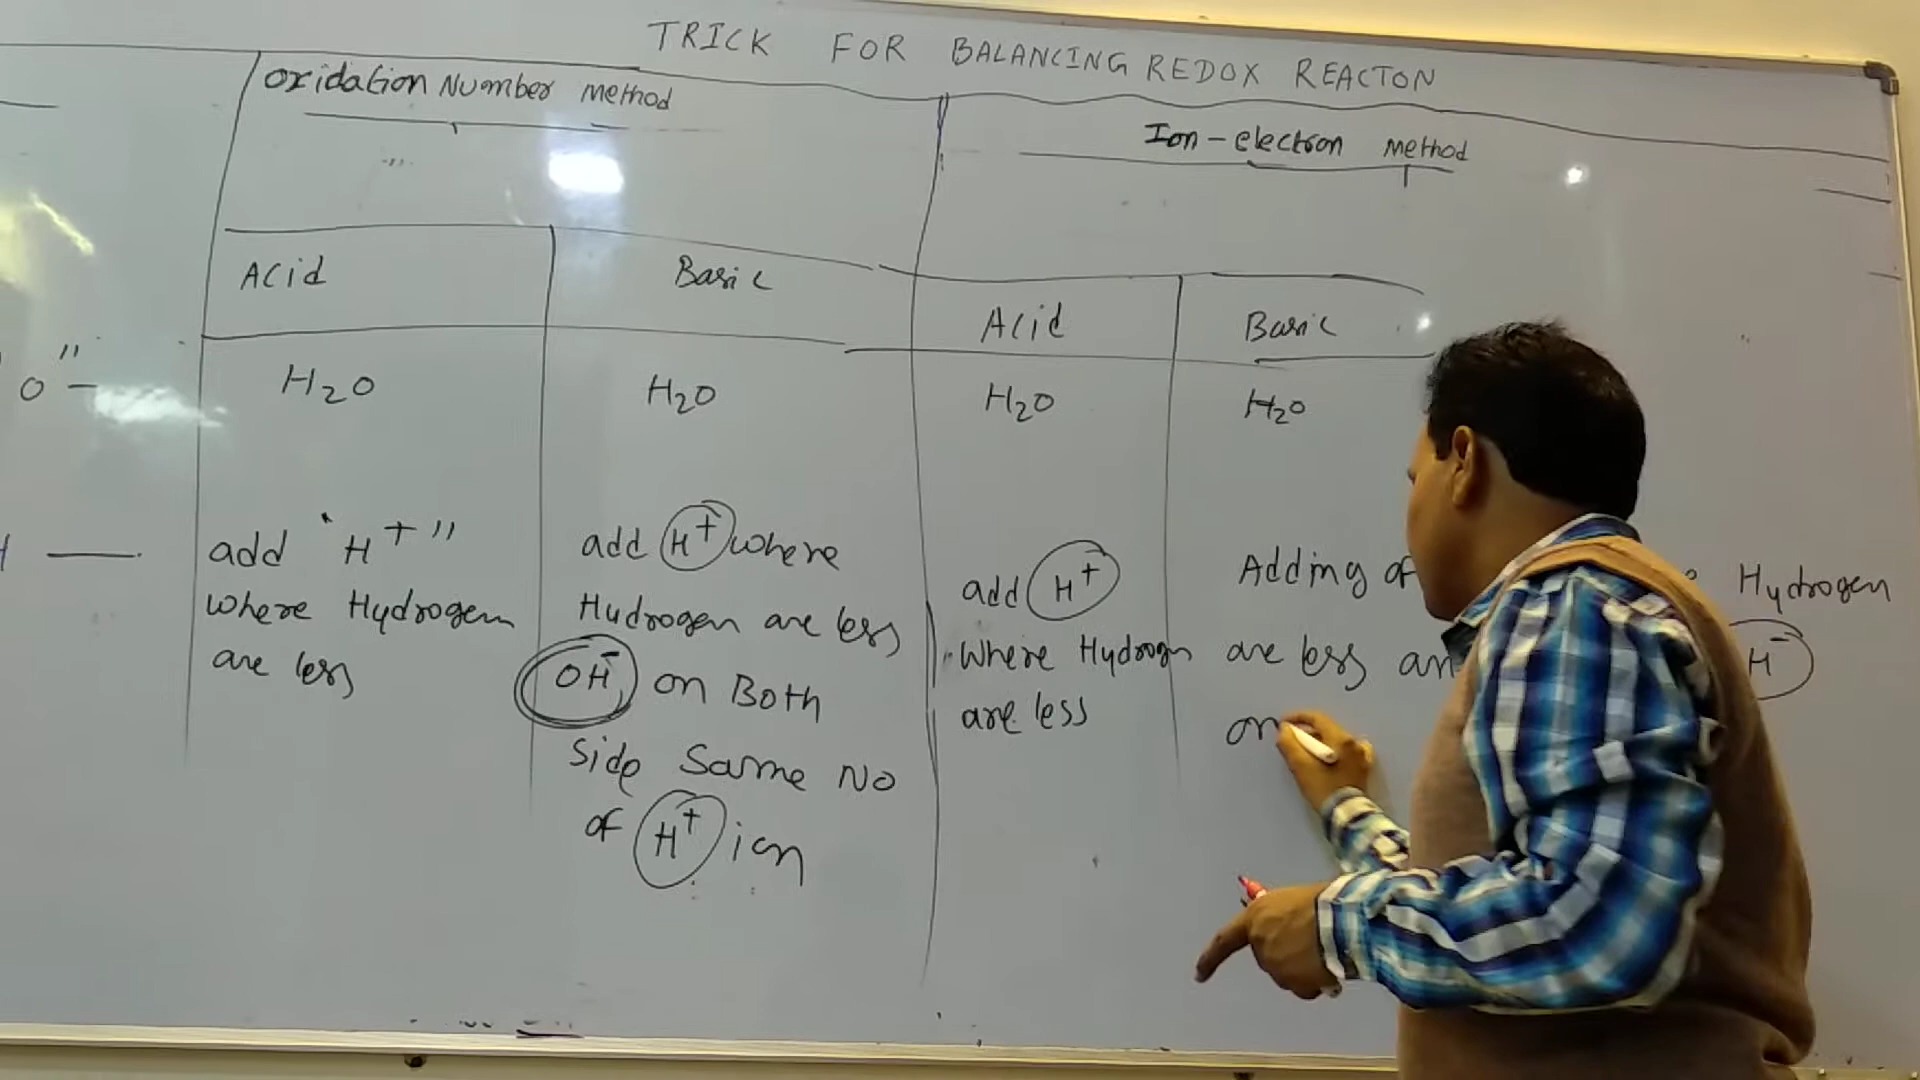 TRICK FOR BALANCING REDOX REACTON
Oxidation Number Method
Ion-electron Method
Acid
Basic
Acid
Basic
O"
H2O
H2O
H2O
H2O
add "H+"
where Hydrogen
are less
add H+ where
Hydrogen are less
OH- on Both
Side Same No
of H+ ion
add H+
Where Hydrogen
are less
Adding of
Hydrogen
are less an
H-
on